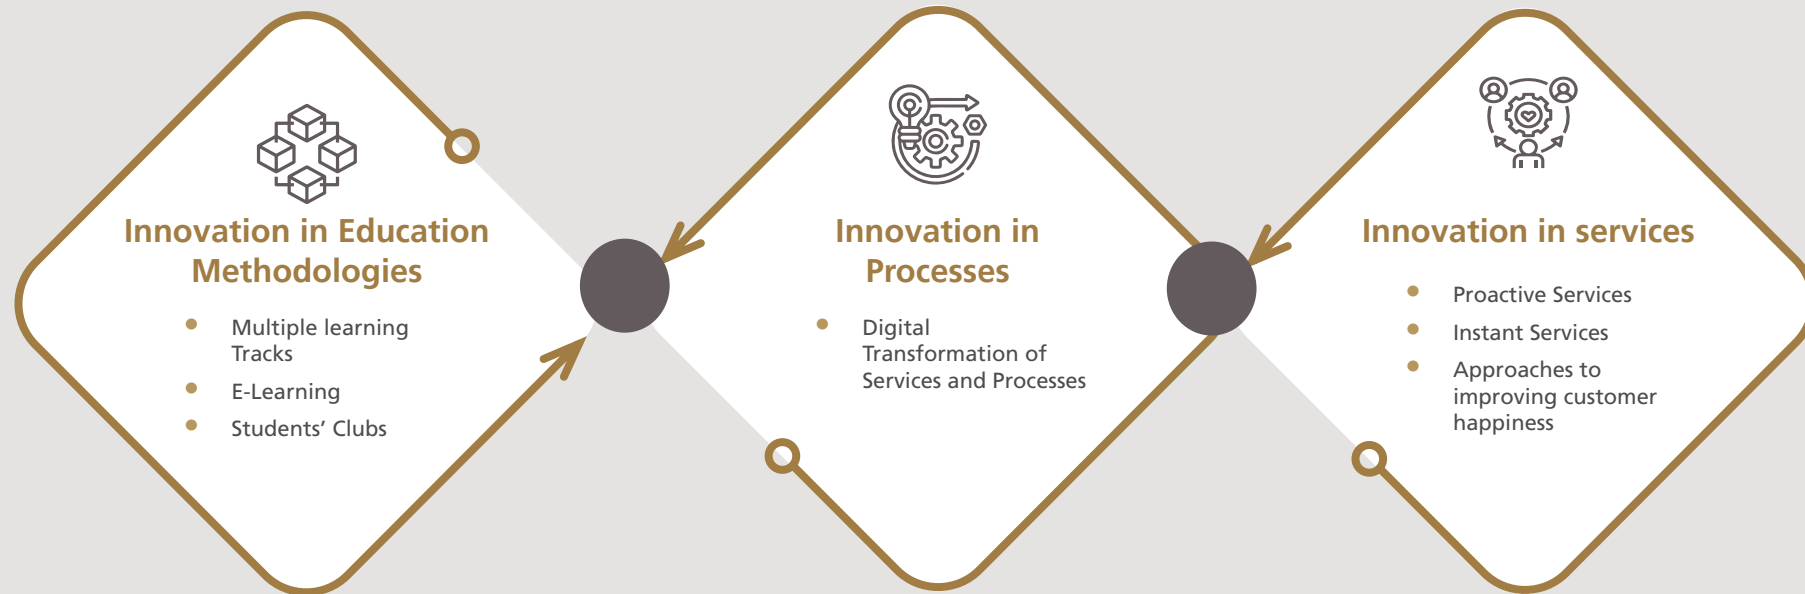 Innovation in Education
Methodologies
Multiple learning
Tracks
E-Learning
Students’ Clubs
Innovation in
Processes
Digital
Transformation of
Services and Processes
Innovation in services
Proactive Services
Instant Services
Approaches to
improving customer
happiness